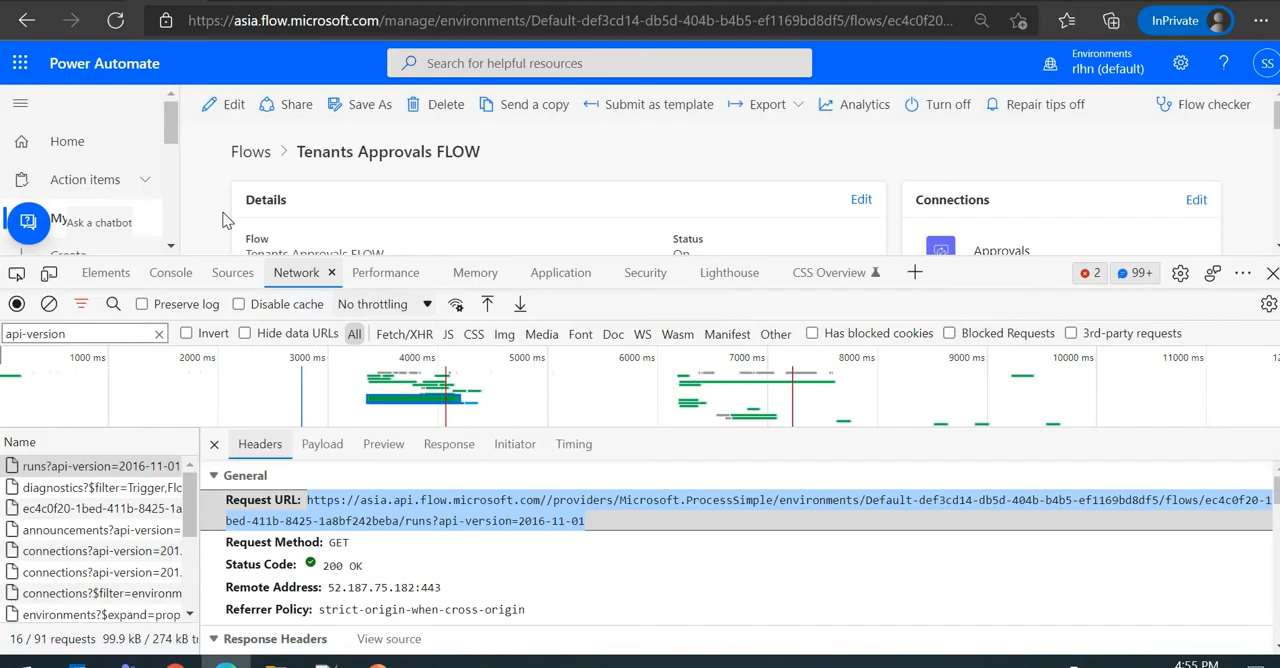 https://asia.flow.microsoft.com/manage/environments/Default-def3cd14-db5d-404b-b4b5-ef1169bd8df5/flows/ec4c0f20...
InPrivate
Power Automate
Search for helpful resources
Environments
rlhn (default)
?
SS
Edit
Share
Save As
Delete
Send a copy
Submit as template
Export
Analytics
Turn off
Repair tips off
Flow checker
Home
Action items
My
Ask a chatbot
Create
Flows > Tenants Approvals FLOW
Details
Edit
Connections
Edit
Flow
Status
Tenants Approvals FLOW
On
Approvals
Elements
Console
Sources
Network
Performance
Memory
Application
Security
Lighthouse
CSS Overview
2
99+
Preserve log
Disable cache
No throttling
api-version
Invert
Hide data URLs
All
Fetch/XHR
JS
CSS
Img
Media
Font
Doc
WS
Wasm
Manifest
Other
Has blocked cookies
Blocked Requests
3rd-party requests
1000 ms
2000 ms
3000 ms
4000 ms
5000 ms
6000 ms
7000 ms
8000 ms
9000 ms
10000 ms
11000 ms
Name
runs?api-version=2016-11-01
diagnostics?$filter=Trigger,Flc
ec4c0f20-1bed-411b-8425-1a
announcements?api-version=
connections?api-version=201
connections?api-version=201
connections?$filter=environm
environments?$expand=prop
16 / 91 requests
99.9 kB / 274 kB tr
Headers
Payload
Preview
Response
Initiator
Timing
General
Request URL: https://asia.api.flow.microsoft.com//providers/Microsoft.ProcessSimple/environments/Default-def3cd14-db5d-404b-b4b5-ef1169bd8df5/flows/ec4c0f20-1
bed-411b-8425-1a8bf242beba/runs?api-version=2016-11-01
Request Method: GET
Status Code: 200 OK
Remote Address: 52.187.75.182:443
Referrer Policy: strict-origin-when-cross-origin
Response Headers
View source
4:55 PM